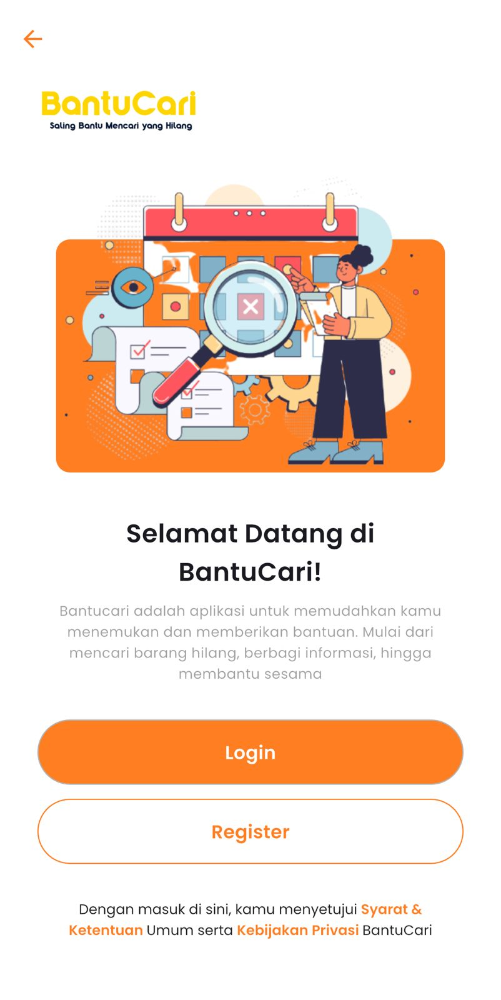 BantuCari
Saling Bantu Mencari yang Hilang
Selamat Datang di
BantuCari!
Bantucari adalah aplikasi untuk memudahkan kamu
menemukan dan memberikan bantuan. Mulai dari
mencari barang hilang, berbagi informasi, hingga
membantu sesama
Login
Register
Dengan masuk di sini, kamu menyetujui Syarat &
Ketentuan Umum serta Kebijakan Privasi BantuCari